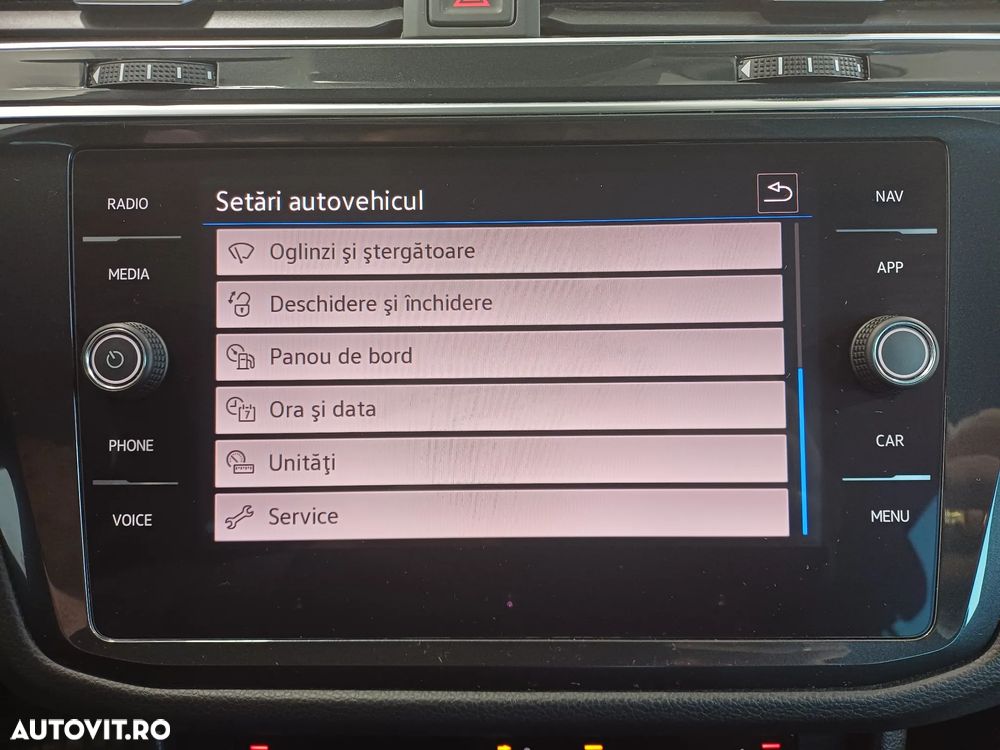 RADIO
MEDIA
PHONE
VOICE
Setări autovehicul
Oglinzi şi ştergătoare
Deschidere şi închidere
Panou de bord
7
Ora şi data
Unităţi
Service
NAV
APP
CAR
MENU
AUTOVIT.RO